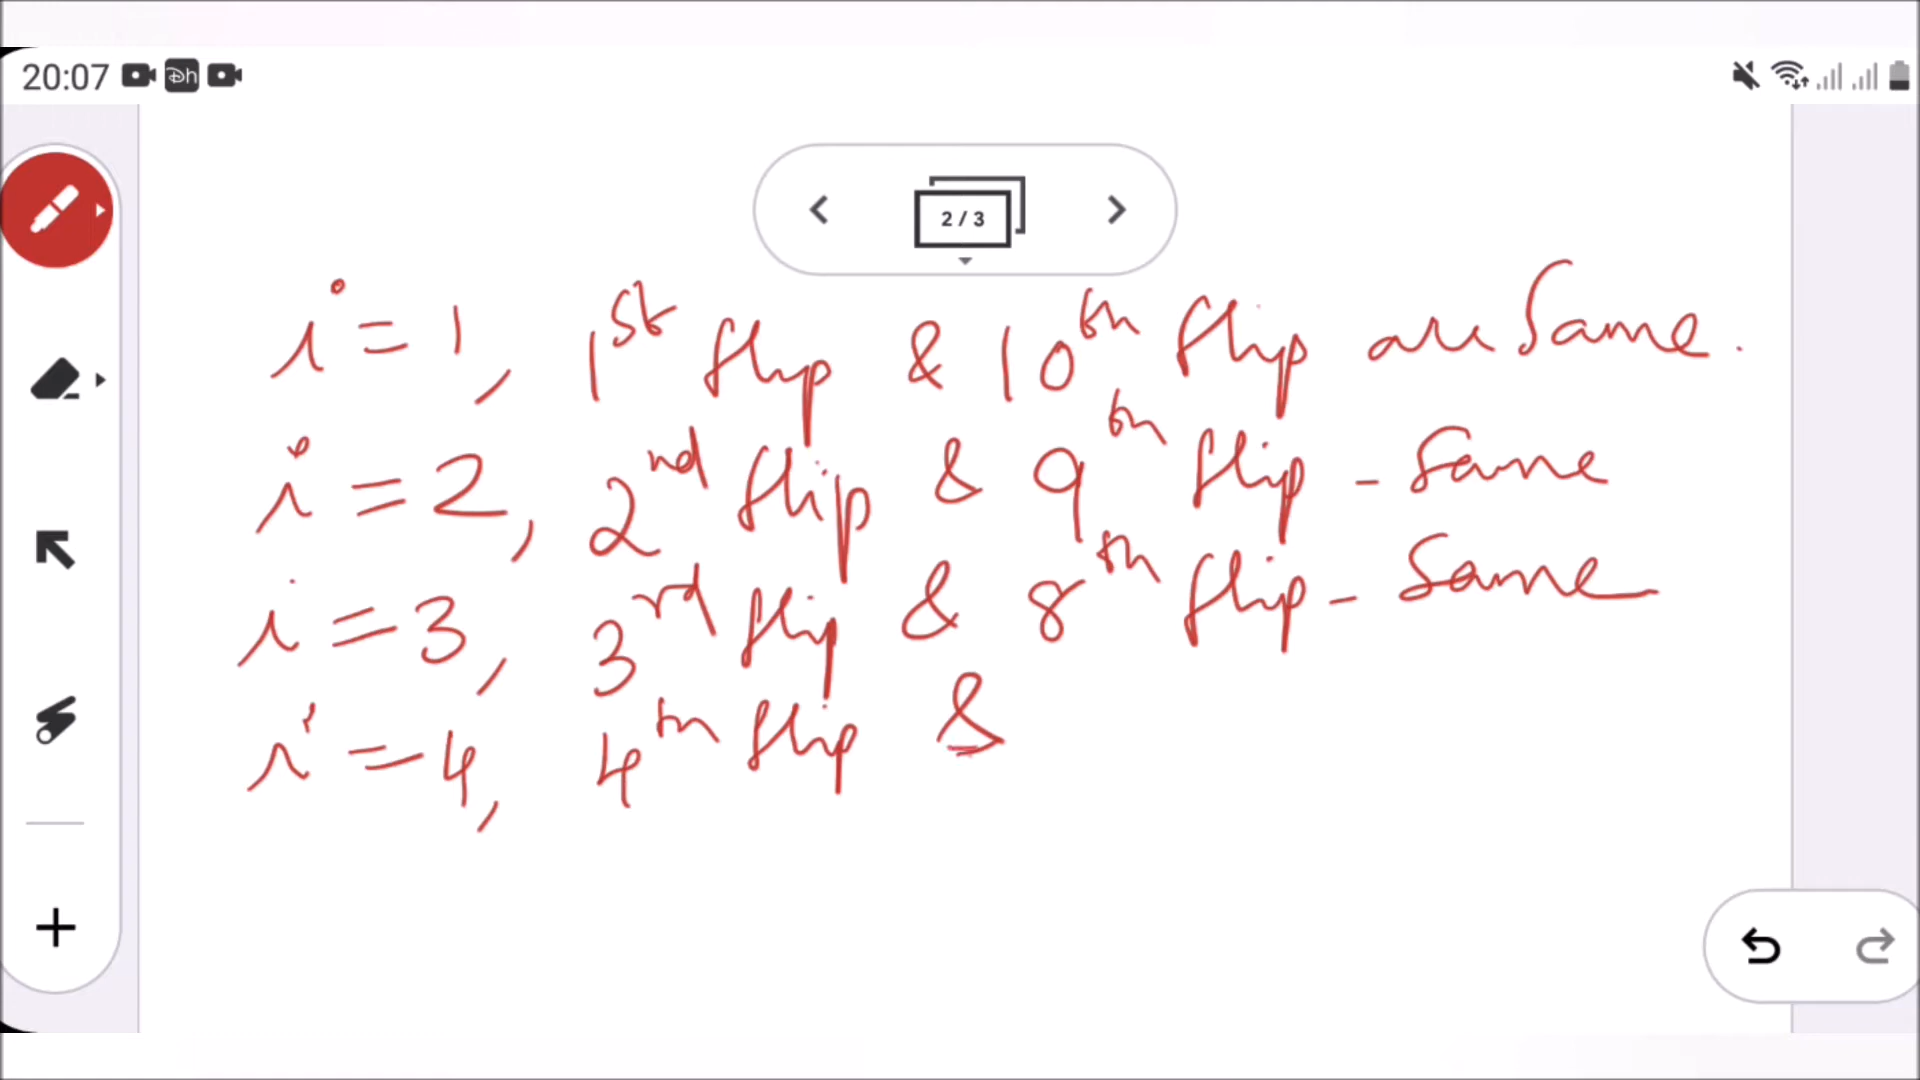 20:07 Dh
2 / 3
i = 1, 1st flip & 10th flip are Same.
i = 2, 2nd flip & 9th flip - Same
i = 3, 3rd flip & 8th flip - Same
i = 4, 4th flip &